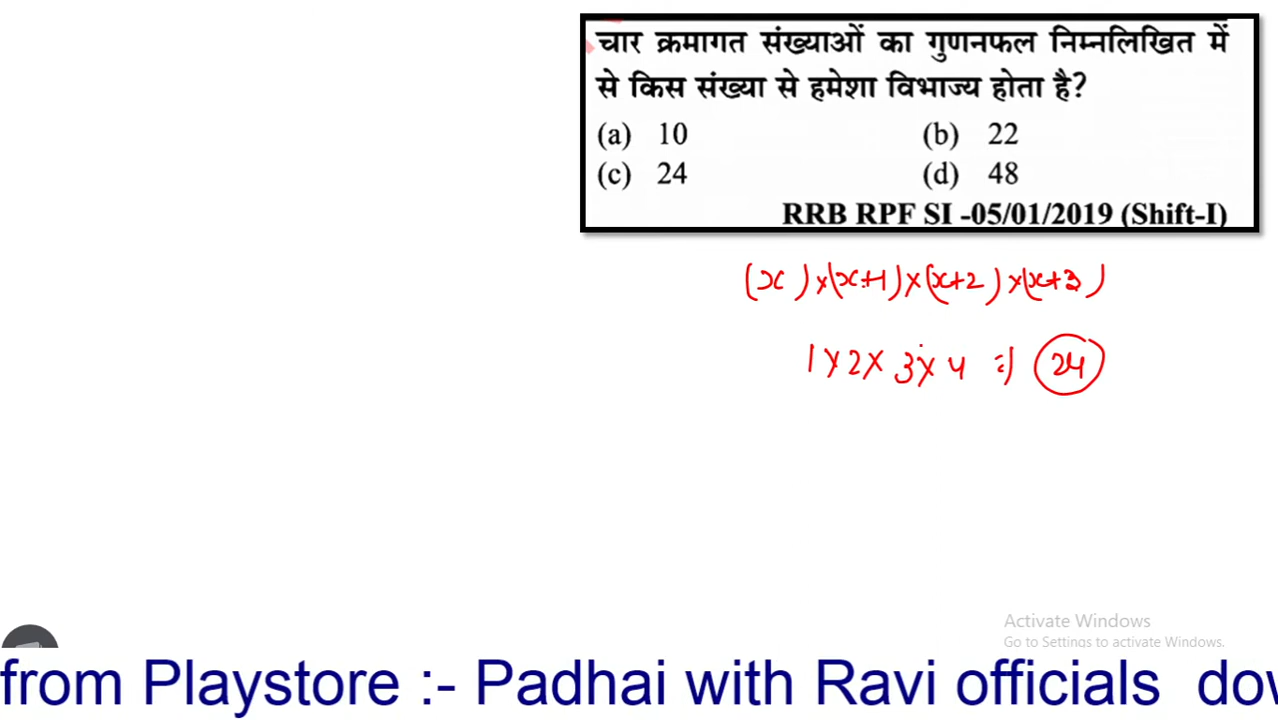 चार क्रमागत संख्याओं का गुणनफल निम्नलिखित में
से किस संख्या से हमेशा विभाज्य होता है?
(a) 10 (b) 22
(c) 24 (d) 48
RRB RPF SI -05/01/2019 (Shift-I)
(x)×(x+1)×(x+2)×(x+3)
1×2×3×4 ⇒ 24
Activate Windows
Go to Settings to activate Windows.
from Playstore :- Padhai with Ravi officials dow